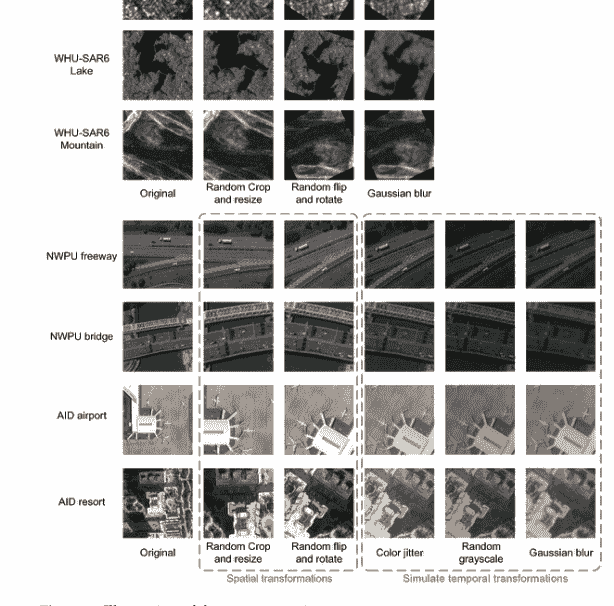 WHU-SAR6
Lake
WHU-SAR6
Mountain
Original
Random Crop
and resize
Random flip
and rotate
Gaussian blur
NWPU freeway
NWPU bridge
AID airport
AID resort
Original
Random Crop
and resize
Random flip
and rotate
Color jitter
Random
grayscale
Gaussian blur
Spatial transformations
Simulate temporal transformations